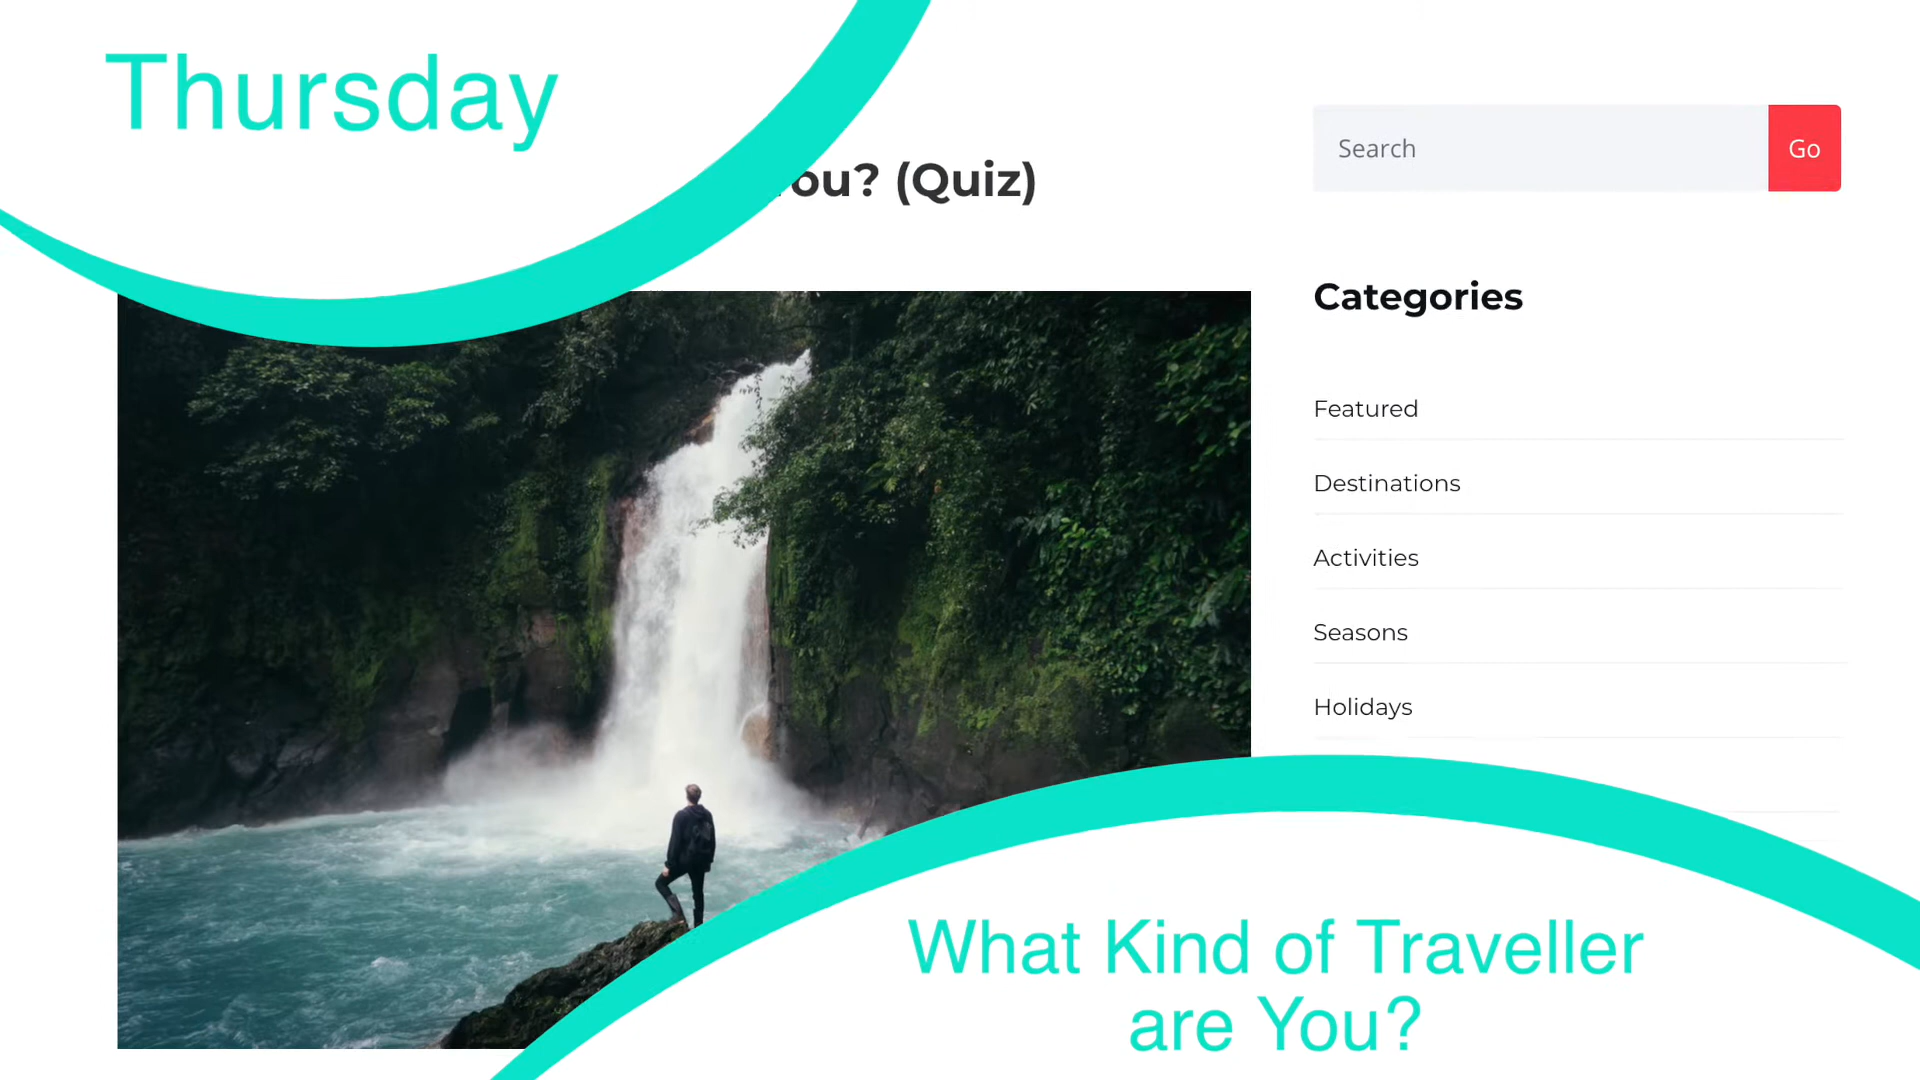 Thursday
ou? (Quiz)
Search
Go
Categories
Featured
Destinations
Activities
Seasons
Holidays
What Kind of Traveller
are You?